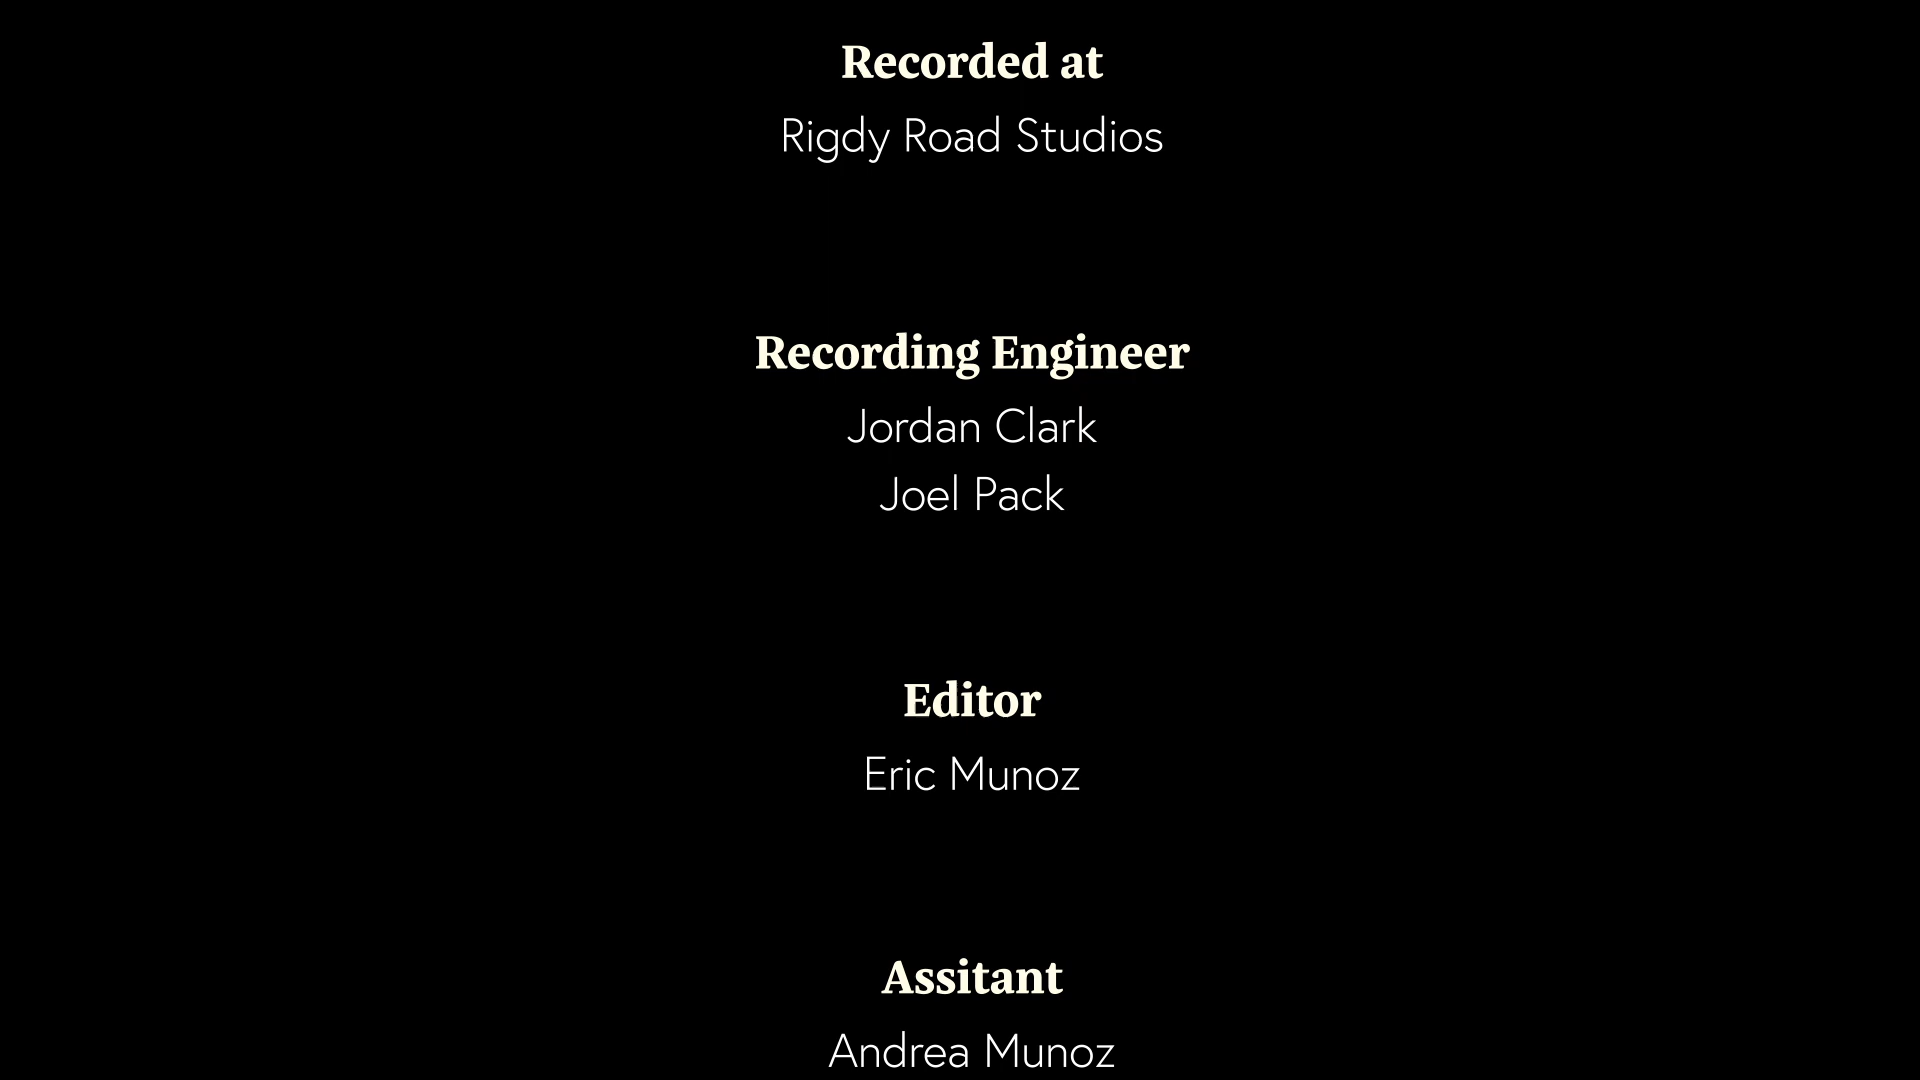 Recorded at
Rigdy Road Studios
Recording Engineer
Jordan Clark
Joel Pack
Editor
Eric Munoz
Assitant
Andrea Munoz